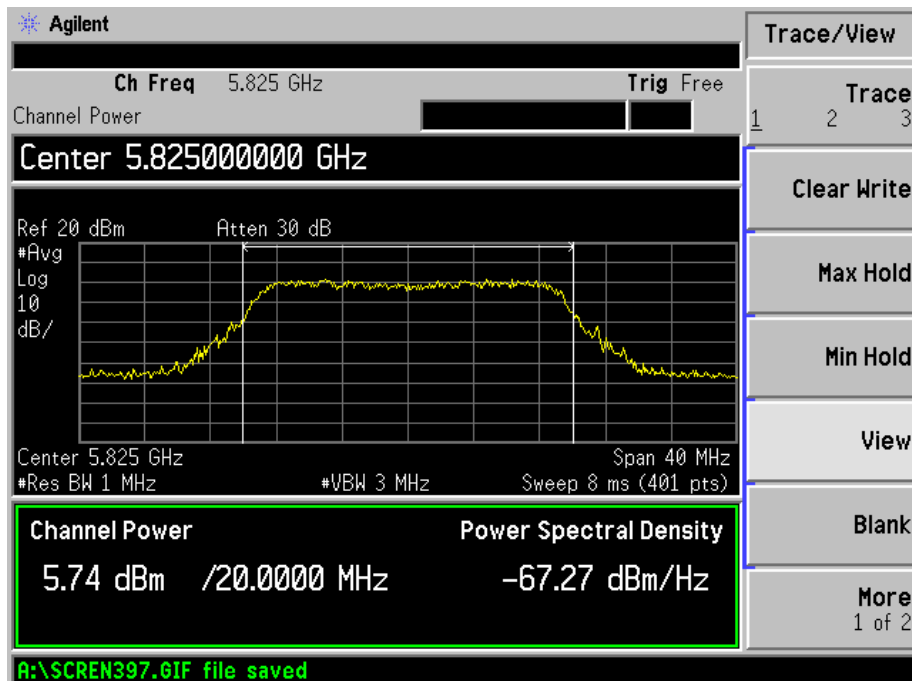 Agilent
Trace/View
Ch Freq 5.825 GHz Trig Free
Channel Power
Trace
1 2 3
Center 5.825000000 GHz
Clear Write
Ref 20 dBm Atten 30 dB
#Avg
Log
10
dB/
Max Hold
Min Hold
View
Center 5.825 GHz Span 40 MHz
#Res BW 1 MHz #VBW 3 MHz Sweep 8 ms (401 pts)
Channel Power Power Spectral Density
Blank
5.74 dBm /20.0000 MHz -67.27 dBm/Hz
More
1 of 2
A:\SCREN397.GIF file saved